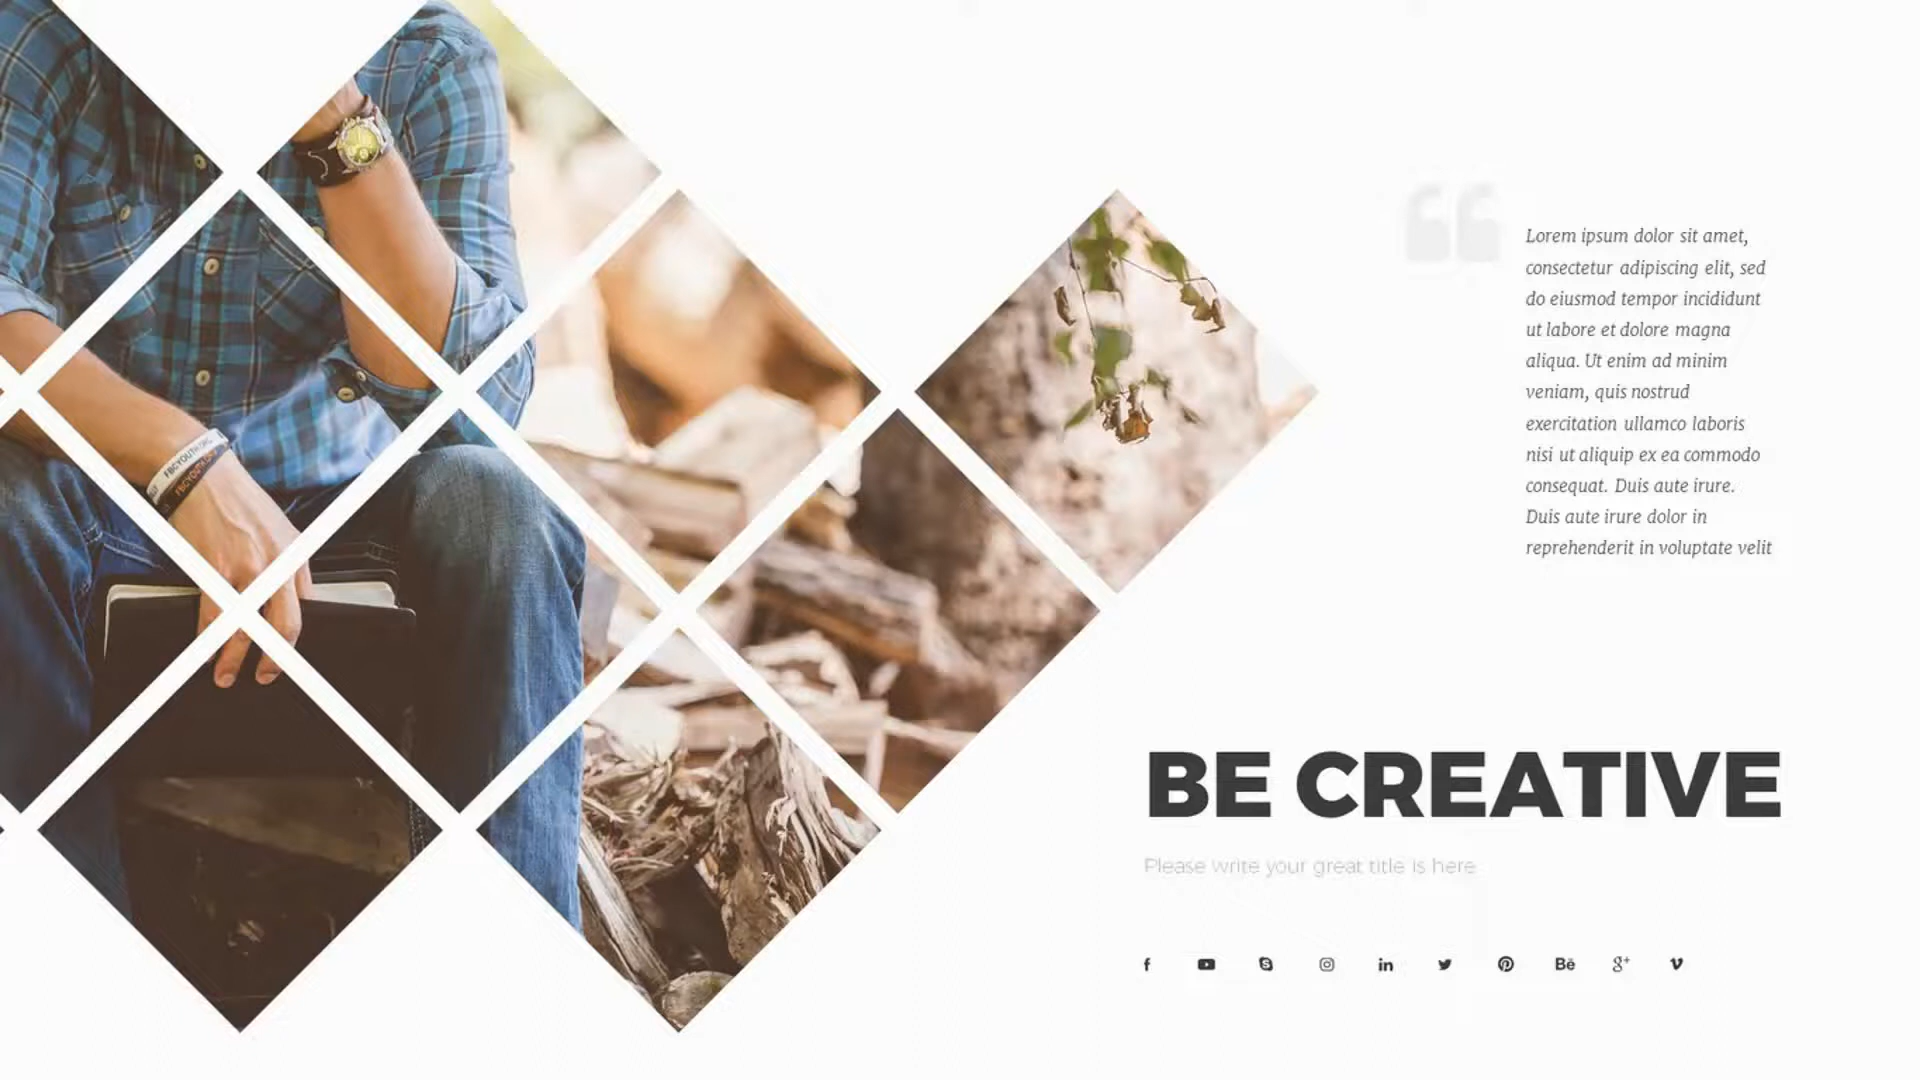 Lorem ipsum dolor sit amet,
consectetur adipiscing elit, sed
do eiusmod tempor incididunt
ut labore et dolore magna
aliqua. Ut enim ad minim
veniam, quis nostrud
exercitation ullamco laboris
nisi ut aliquip ex ea commodo
consequat. Duis aute irure.
Duis aute irure dolor in
reprehenderit in voluptate velit
BE CREATIVE
Please write your great title is here